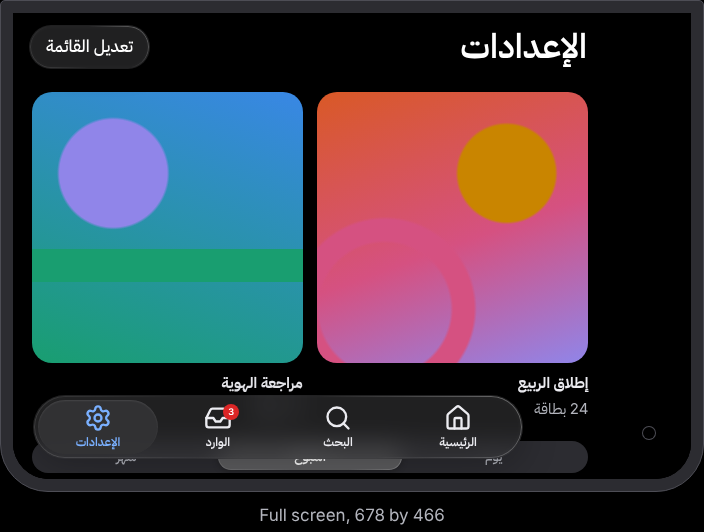 الإعدادات
تعديل القائمة
إطلاق الربيع
مراجعة الهوية
24 بطاقة
الرئيسية
البحث
الوارد
3
الإعدادات
يوم
Full screen, 678 by 466